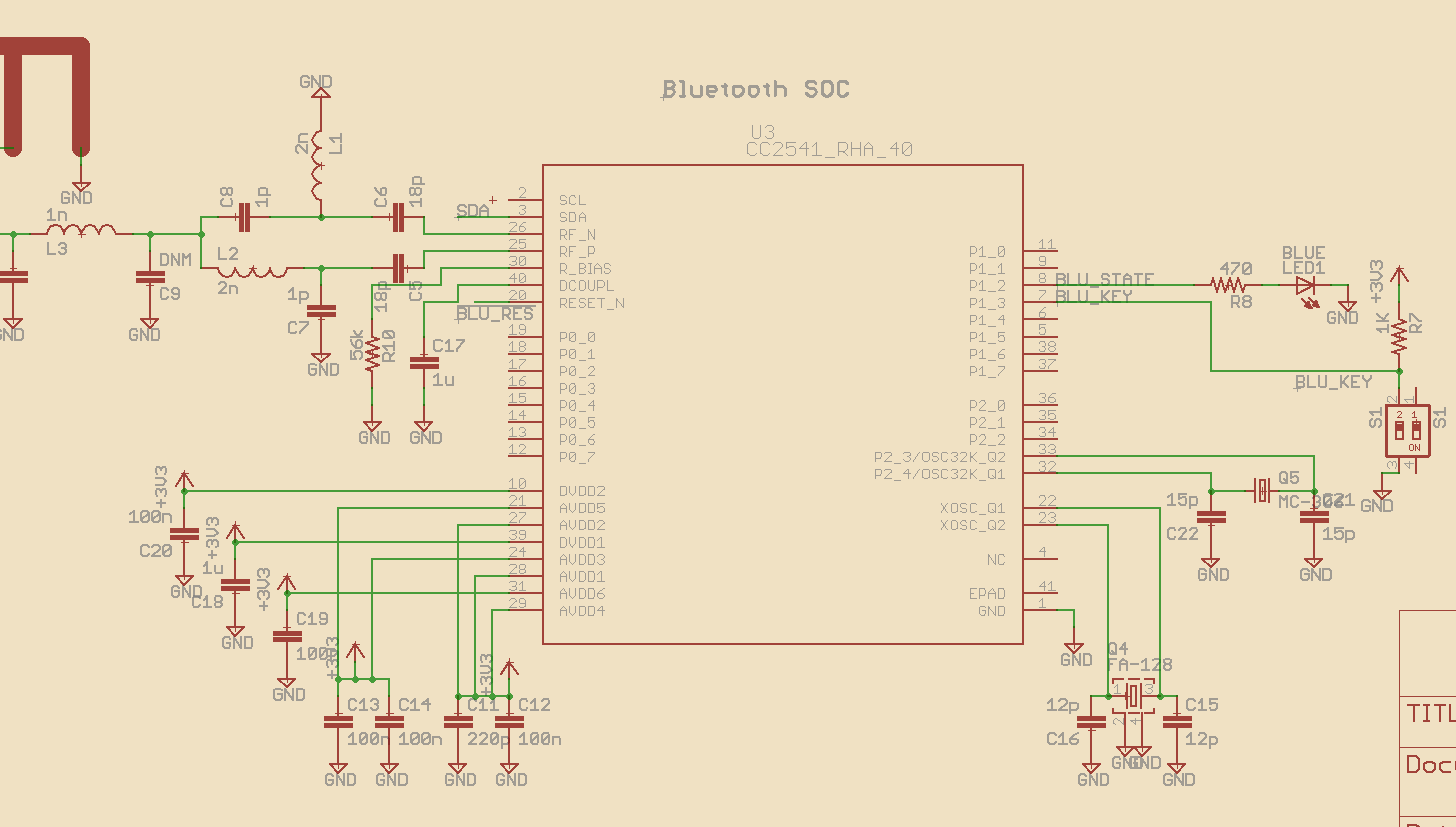 Bluetooth SOC
U3
CC2541_RHA_40
GND
2n
L1
GND
1n
L3
GND
C8
1p
C6
18p
L2
2n
DNM
C9
GND
1p
C7
GND
18p
C5
56k
R10
GND
C17
1u
GND
SDA
BLU_RES
2 SCL
3 SDA
26 RF_N
25 RF_P
30 R_BIAS
40 DCOUPL
20 RESET_N
19 P0_0
18 P0_1
17 P0_2
16 P0_3
15 P0_4
14 P0_5
13 P0_6
12 P0_7
10 DVDD2
21 AVDD5
27 AVDD2
39 DVDD1
24 AVDD3
28 AVDD1
31 AVDD6
29 AVDD4
P1_0 11
P1_1 9
P1_2 8
P1_3 7
P1_4 6
P1_5 5
P1_6 38
P1_7 37
P2_0 36
P2_1 35
P2_2 34
P2_3/OSC32K_Q2 33
P2_4/OSC32K_Q1 32
XOSC_Q1 22
XOSC_Q2 23
NC 4
EPAD 41
GND 1
BLU_STATE
BLU_KEY
470
R8
BLUE
LED1
GND
+3V3
1K
R7
BLU_KEY
S1
2 1
2 1
ON
3 4
S1
GND
Q5
15p
C22
GND
C21
15p
GND
GND
Q4
FA-128
1 3
2 4
12p
C16
GND
GND
GND
C15
12p
GND
+3V3
100n
C20
GND
+3V3
1u
C18
GND
+3V3
C19
GND
+3V3
C13
100n
GND
C14
100n
GND
+3V3
C11
220p
GND
C12
100n
GND
TITL
Docu